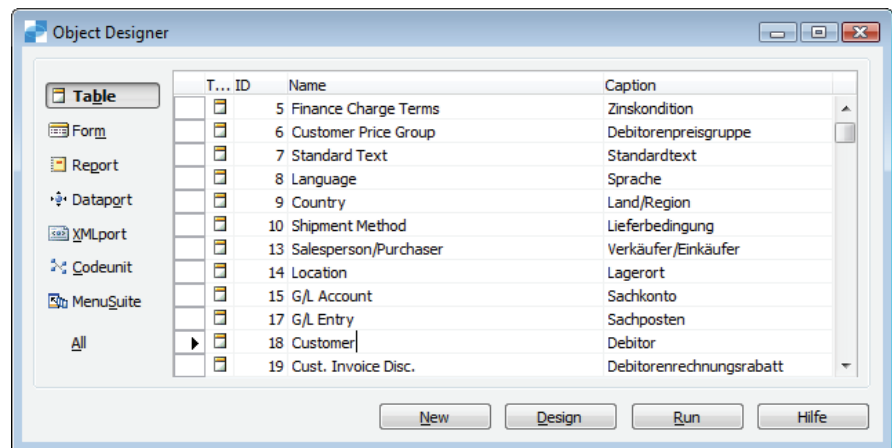 Object Designer
T... ID Name Caption
Table
Form
Report
Dataport
XMLport
Codeunit
MenuSuite
All
5 Finance Charge Terms Zinskondition
6 Customer Price Group Debitorenpreisgruppe
7 Standard Text Standardtext
8 Language Sprache
9 Country Land/Region
10 Shipment Method Lieferbedingung
13 Salesperson/Purchaser Verkäufer/Einkäufer
14 Location Lagerort
15 G/L Account Sachkonto
17 G/L Entry Sachposten
18 Customer Debitor
19 Cust. Invoice Disc. Debitorenrechnungsrabatt
New Design Run Hilfe